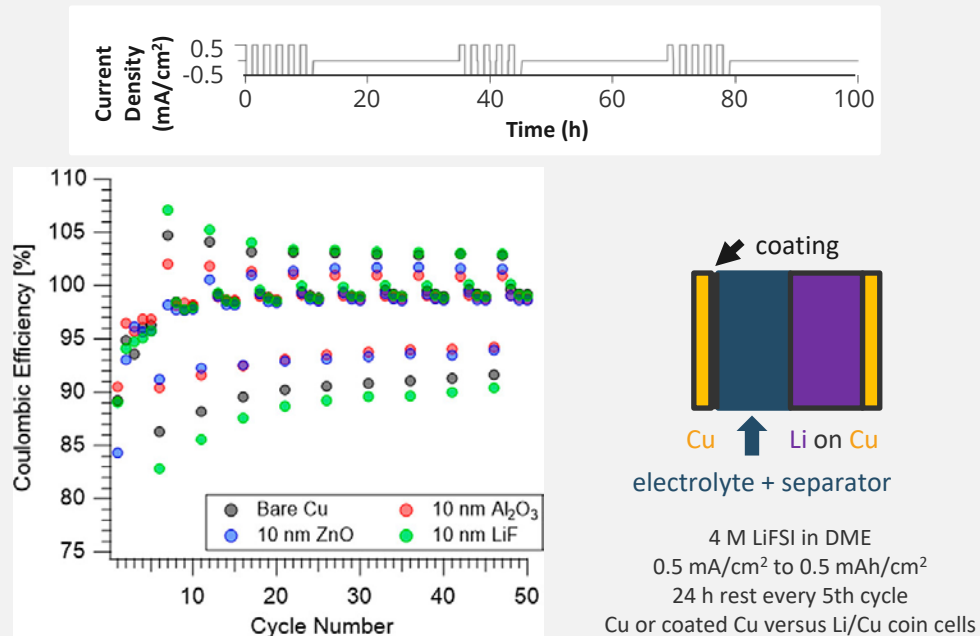 Current
Density
(mA/cm²)
0.5
-0.5
0 20 40 60 80 100
Time (h)
110
105
100
95
90
85
80
75
Coulombic Efficiency [%]
Bare Cu 10 nm Al₂O₃
10 nm ZnO 10 nm LiF
10 20 30 40 50
Cycle Number
coating
Cu Li on Cu
electrolyte + separator
4 M LiFSI in DME
0.5 mA/cm² to 0.5 mAh/cm²
24 h rest every 5th cycle
Cu or coated Cu versus Li/Cu coin cells